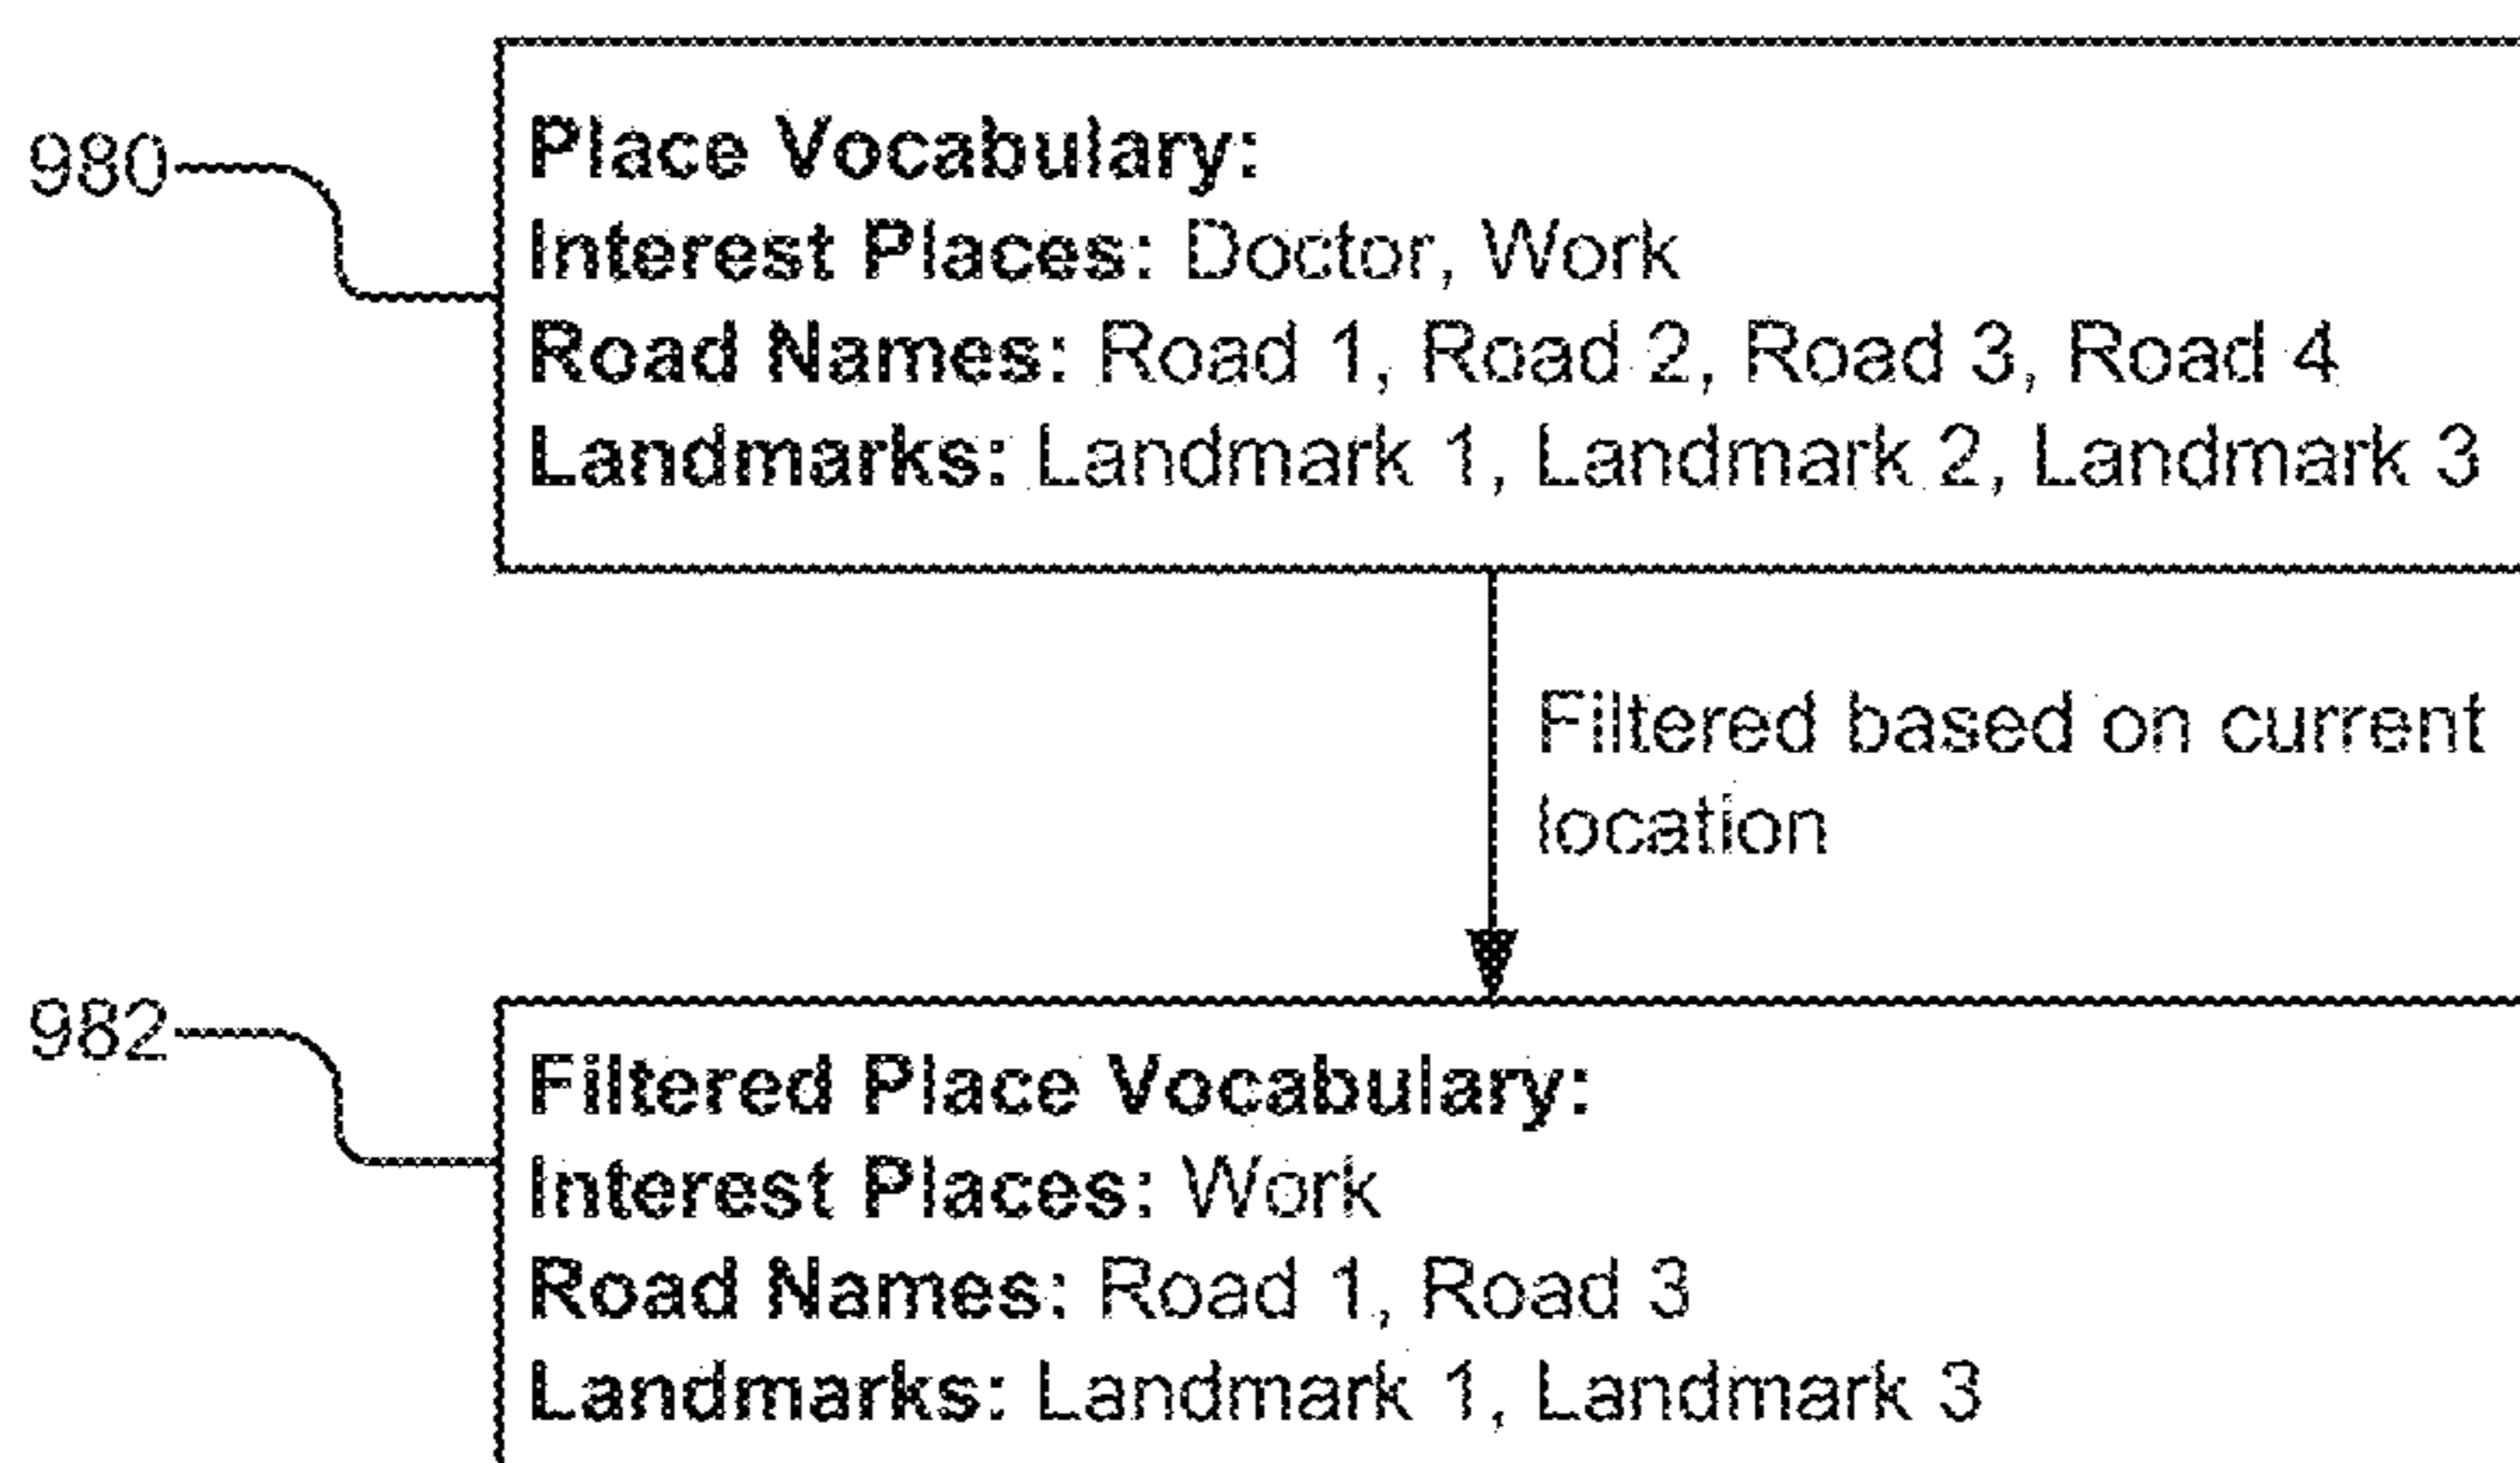 980
Place Vocabulary:
Interest Places: Doctor, Work
Road Names: Road 1, Road 2, Road 3, Road 4
Landmarks: Landmark 1, Landmark 2, Landmark 3
Filtered based on current
location
982
Filtered Place Vocabulary:
Interest Places: Work
Road Names: Road 1, Road 3
Landmarks: Landmark 1, Landmark 3